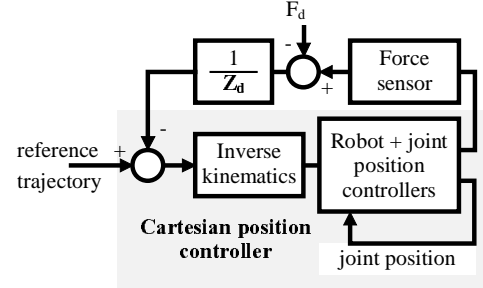 F_d
-
1
Z_d
+
Force
sensor
-
reference
trajectory
+
Inverse
kinematics
Robot + joint
position
controllers
Cartesian position
controller
joint position